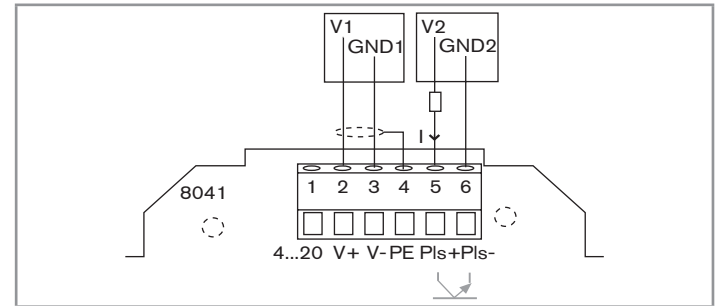 V1 V2
GND1 GND2
I
1 2 3 4 5 6
8041
4...20 V+ V- PE Pls+ Pls-